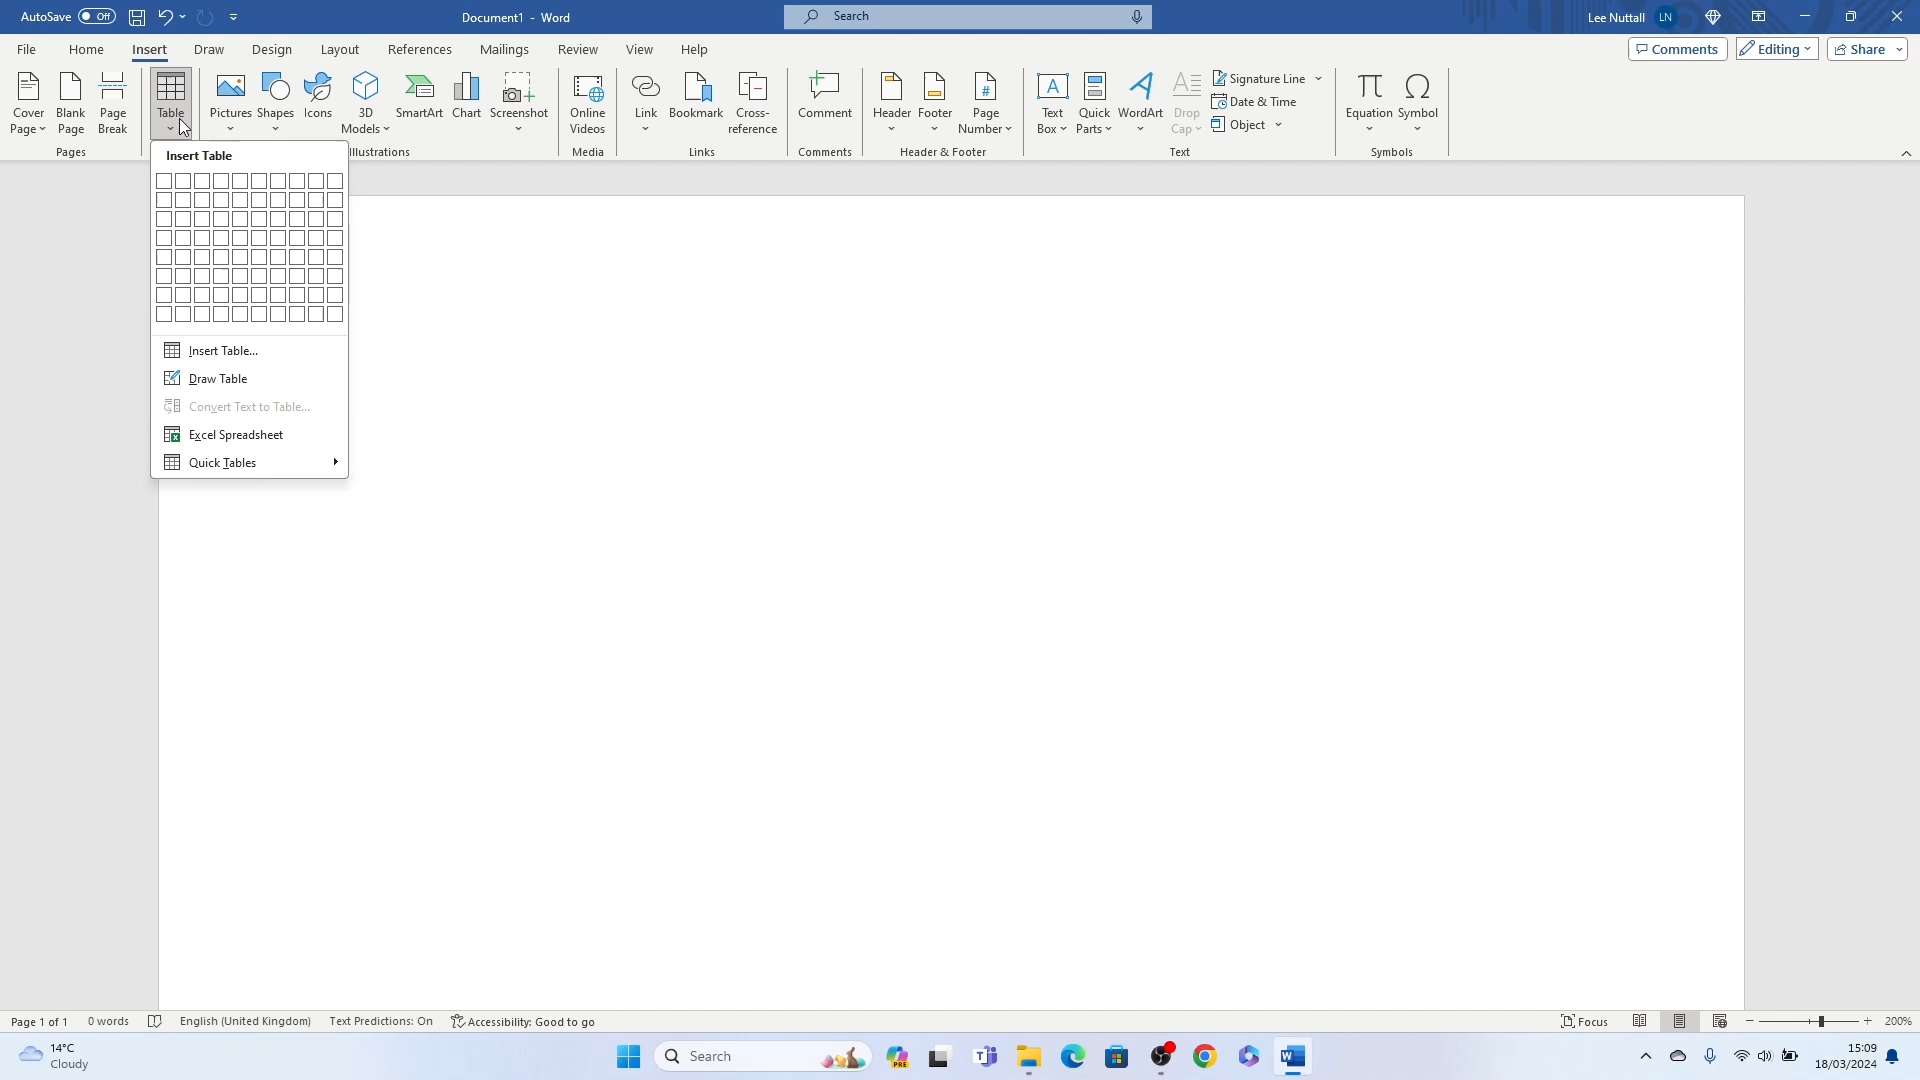 AutoSave Off Document1 - Word Search Lee Nuttall LN
File Home Insert Draw Design Layout References Mailings Review View Help Comments Editing Share
Cover Page
Blank Page
Page Break
Table
Pictures
Shapes
Icons
3D Models
SmartArt
Chart
Screenshot
Online Videos
Link
Bookmark
Cross-reference
Comment
Header
Footer
Page Number
Text Box
Quick Parts
WordArt
Drop Cap
Signature Line
Date & Time
Object
Equation
Symbol
Pages Illustrations Media Links Comments Header & Footer Text Symbols
Insert Table
Insert Table...
Draw Table
Convert Text to Table...
Excel Spreadsheet
Quick Tables
Page 1 of 1 0 words English (United Kingdom) Text Predictions: On Accessibility: Good to go Focus 200%
14°C
Cloudy
Search
PRE
15:09
18/03/2024